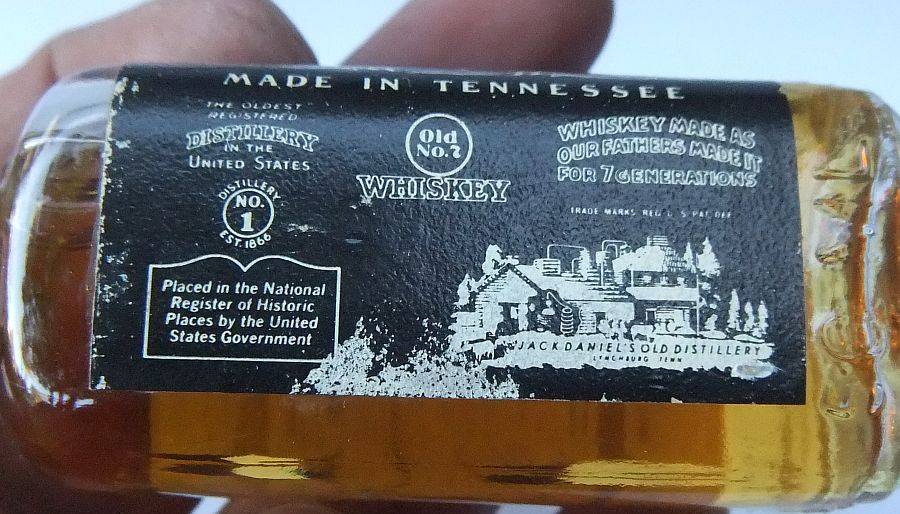 MADE IN TENNESSEE
THE OLDEST
REGISTERED
DISTILLERY
IN THE
UNITED STATES
DISTILLERY
NO.
1
EST. 1866
Placed in the National
Register of Historic
Places by the United
States Government
Old
No.7
WHISKEY
WHISKEY MADE AS
OUR FATHERS MADE IT
FOR 7 GENERATIONS
TRADE MARKS REG U S PAT OFF
JACK DANIEL'S OLD DISTILLERY
LYNCHBURG TENN